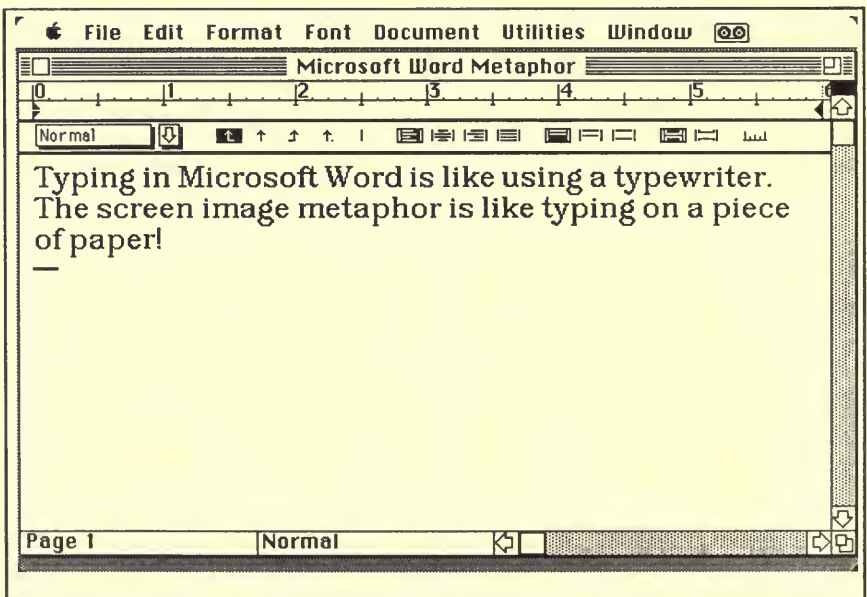 File Edit Format Font Document Utilities Window
Microsoft Word Metaphor
0 1 2 3 4 5 6
Normal
Typing in Microsoft Word is like using a typewriter.
The screen image metaphor is like typing on a piece
of paper!
Page 1 Normal